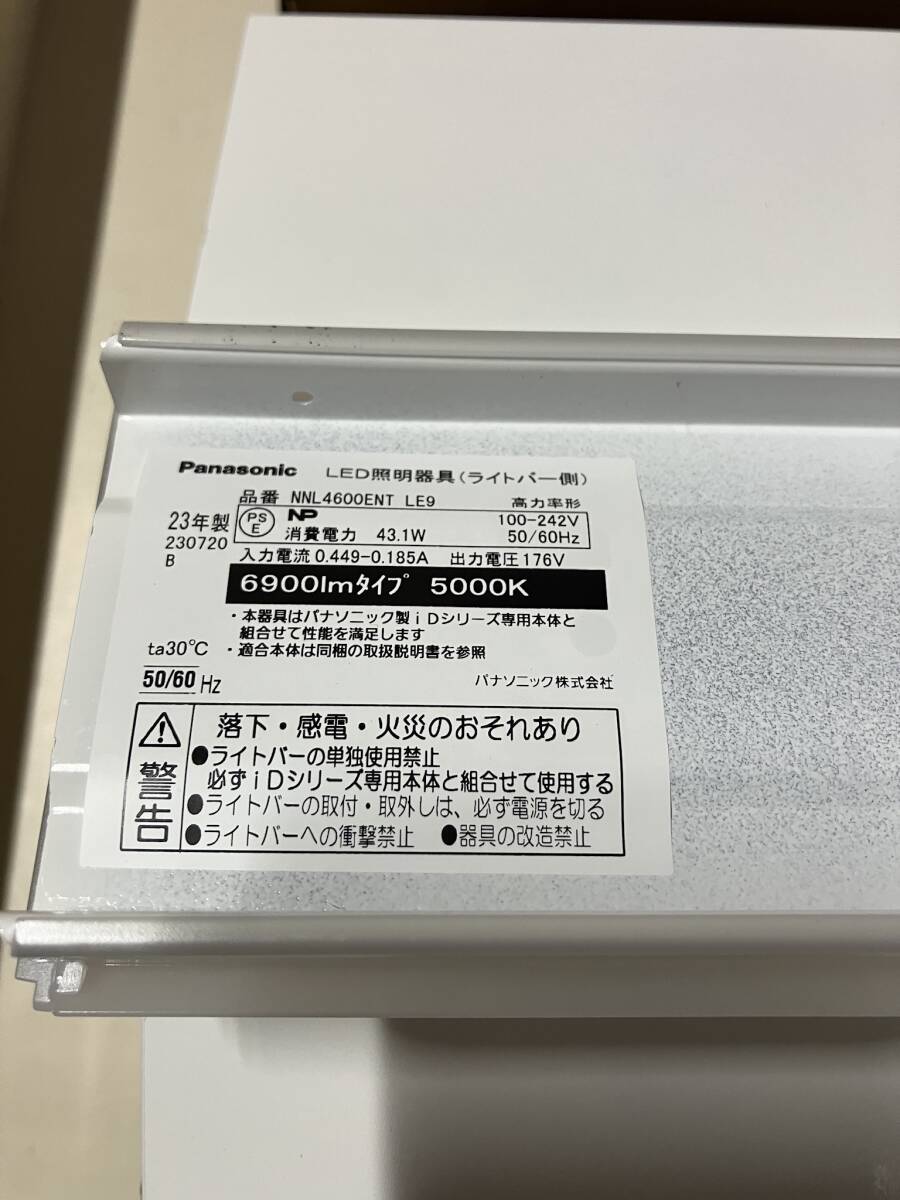 Panasonic LED照明器具(ライトバー側)
品番 NNL4600ENT LE9 高力率形
23年製 PS E NP 100-242V
230720 消費電力 43.1W 50/60Hz
B 入力電流 0.449-0.185A 出力電圧176V
6900lmタイプ 5000K
・本器具はパナソニック製iDシリーズ専用本体と
組合せて性能を満足します
ta30℃ ・適合本体は同梱の取扱説明書を参照
50/60 Hz パナソニック株式会社
警告 落下・感電・火災のおそれあり
●ライトバーの単独使用禁止
必ずiDシリーズ専用本体と組合せて使用する
●ライトバーの取付・取外しは、必ず電源を切る
●ライトバーへの衝撃禁止 ●器具の改造禁止